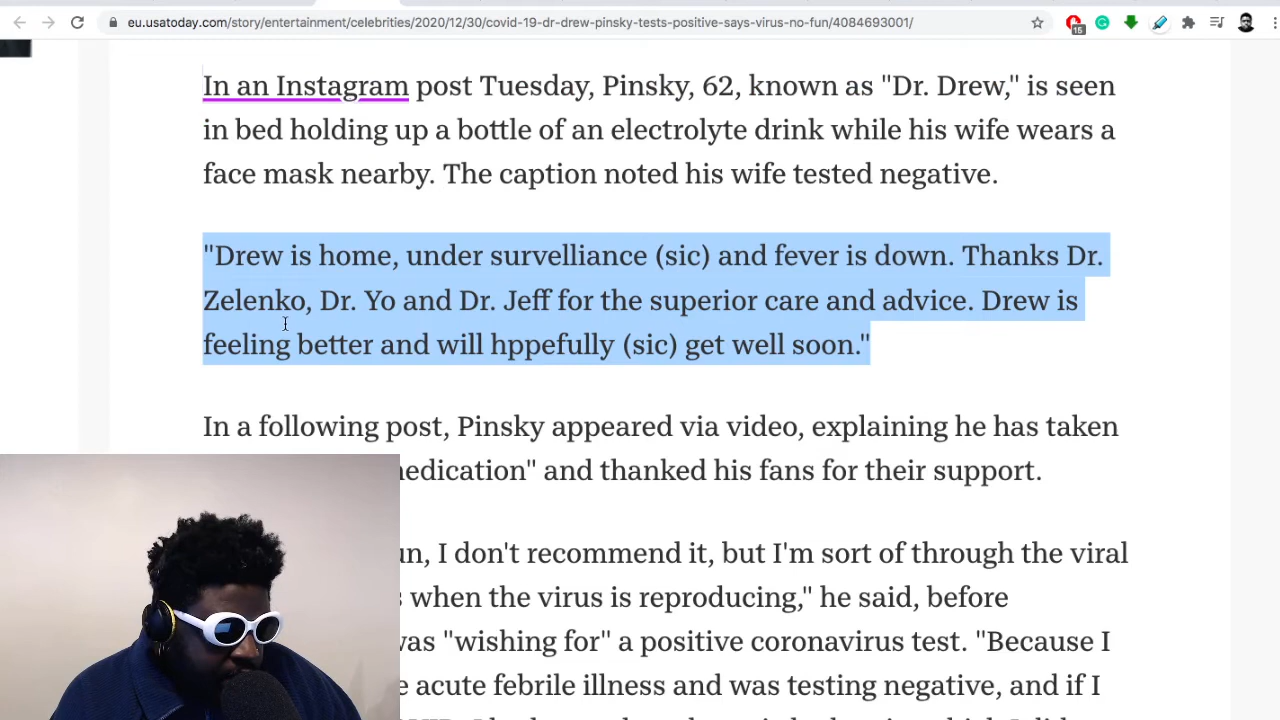 eu.usatoday.com/story/entertainment/celebrities/2020/12/30/covid-19-dr-drew-pinsky-tests-positive-says-virus-no-fun/4084693001/
15
In an Instagram post Tuesday, Pinsky, 62, known as "Dr. Drew," is seen
in bed holding up a bottle of an electrolyte drink while his wife wears a
face mask nearby. The caption noted his wife tested negative.
"Drew is home, under survelliance (sic) and fever is down. Thanks Dr.
Zelenko, Dr. Yo and Dr. Jeff for the superior care and advice. Drew is
feeling better and will hppefully (sic) get well soon."
In a following post, Pinsky appeared via video, explaining he has taken
medication" and thanked his fans for their support.
I don't recommend it, but I'm sort of through the viral
when the virus is reproducing," he said, before
was "wishing for" a positive coronavirus test. "Because I
acute febrile illness and was testing negative, and if I